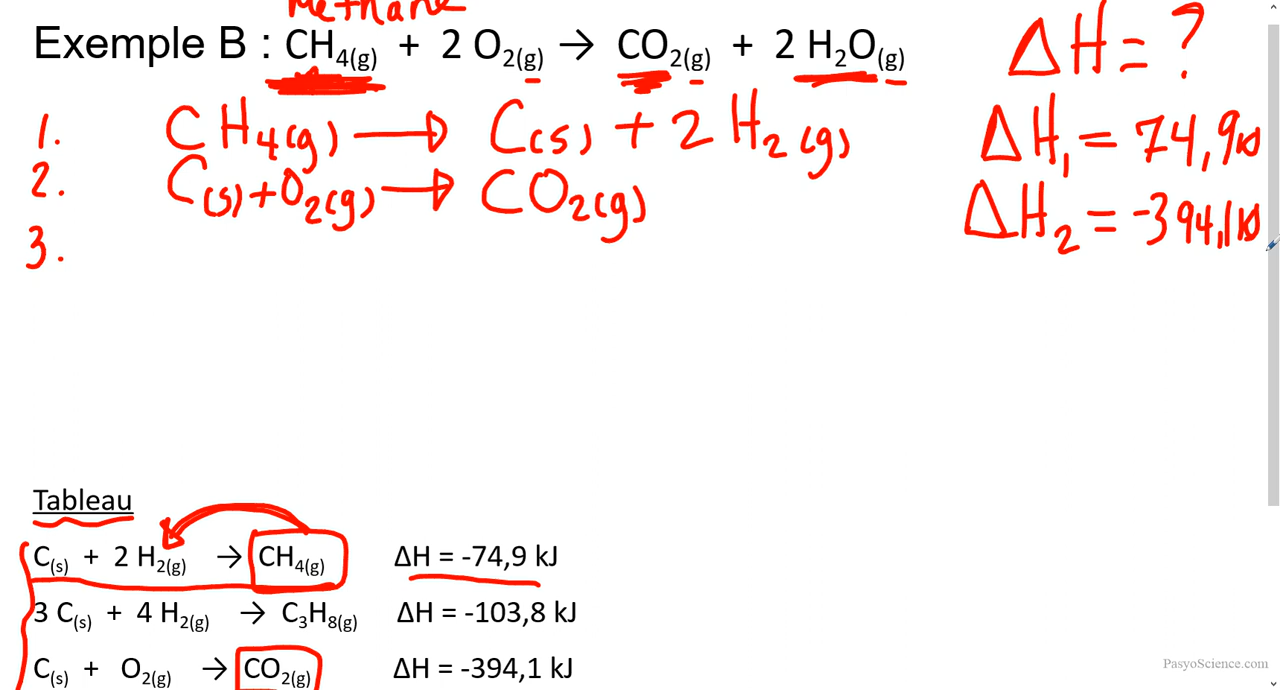 Methane
Exemple B : CH₄(g) + 2 O₂(g) → CO₂(g) + 2 H₂O(g) ΔH = ?
1. CH₄(g) → C(s) + 2 H₂(g) ΔH₁ = 74,9 kJ
2. C(s) + O₂(g) → CO₂(g) ΔH₂ = -394,1 kJ
3.
Tableau
C(s) + 2 H₂(g) → CH₄(g) ΔH = -74,9 kJ
3 C(s) + 4 H₂(g) → C₃H₈(g) ΔH = -103,8 kJ
C(s) + O₂(g) → CO₂(g) ΔH = -394,1 kJ
PasyoScience.com